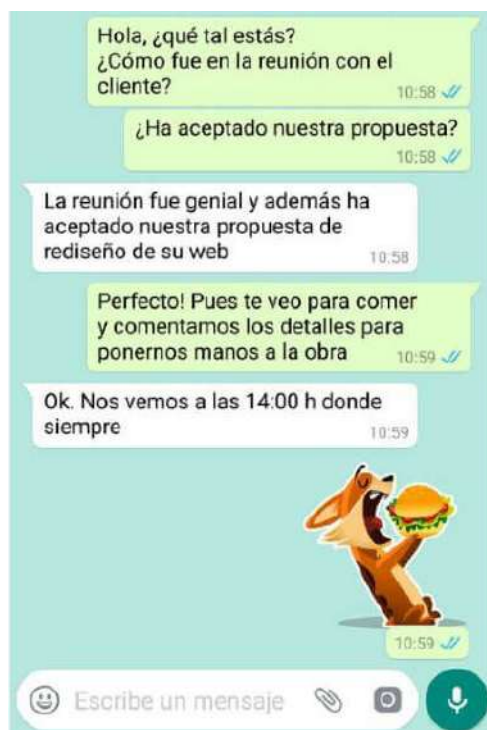 Hola, ¿qué tal estás?
¿Cómo fue en la reunión con el
cliente?
10:58
¿Ha aceptado nuestra propuesta?
10:58
La reunión fue genial y además ha
aceptado nuestra propuesta de
rediseño de su web
10:58
Perfecto! Pues te veo para comer
y comentamos los detalles para
ponernos manos a la obra
10:59
Ok. Nos vemos a las 14:00 h donde
siempre
10:59
10:59
Escribe un mensaje